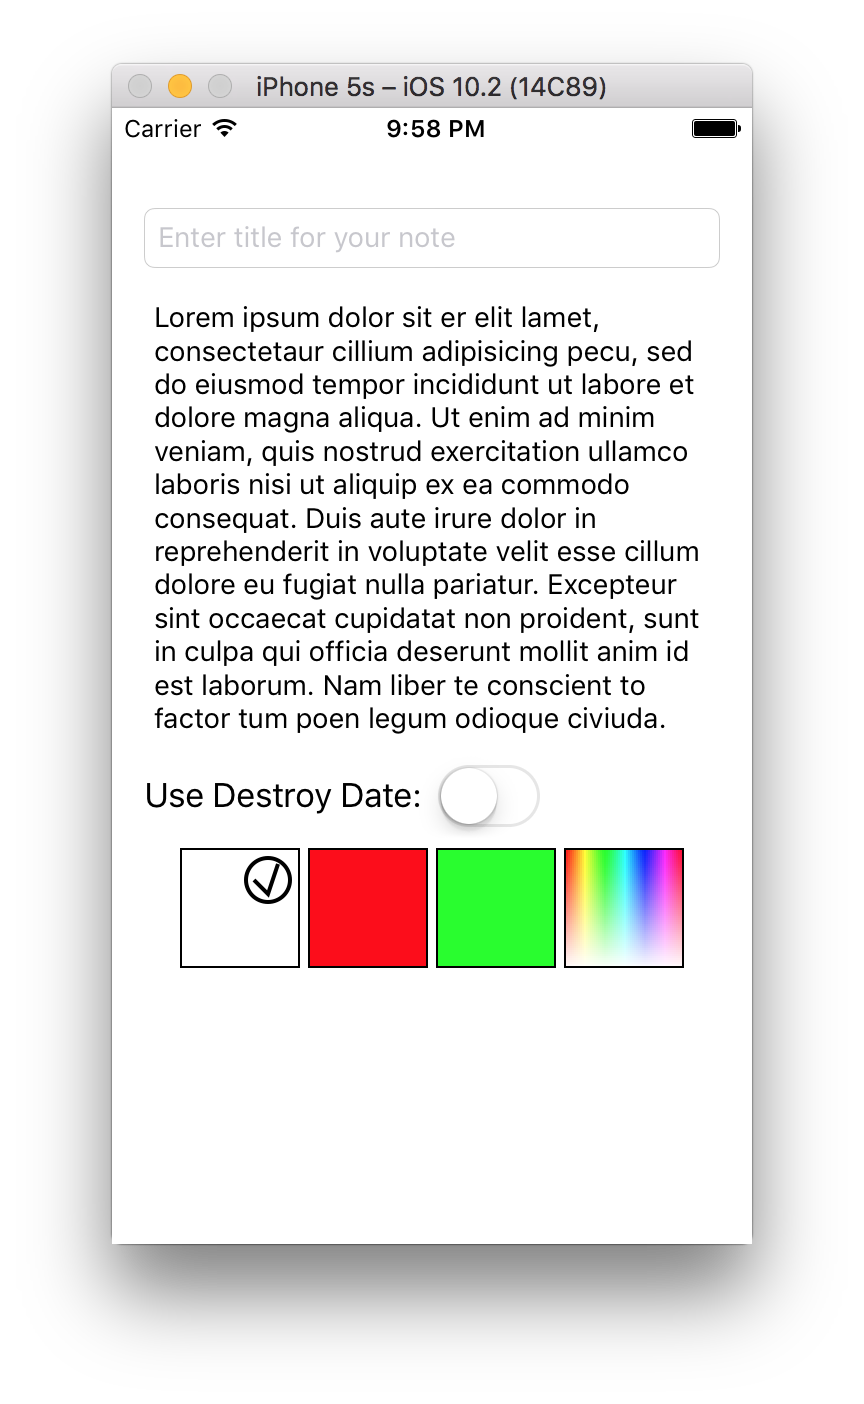 iPhone 5s – iOS 10.2 (14C89)
Carrier 9:58 PM
Enter title for your note
Lorem ipsum dolor sit er elit lamet,
consectetaur cillium adipisicing pecu, sed
do eiusmod tempor incididunt ut labore et
dolore magna aliqua. Ut enim ad minim
veniam, quis nostrud exercitation ullamco
laboris nisi ut aliquip ex ea commodo
consequat. Duis aute irure dolor in
reprehenderit in voluptate velit esse cillum
dolore eu fugiat nulla pariatur. Excepteur
sint occaecat cupidatat non proident, sunt
in culpa qui officia deserunt mollit anim id
est laborum. Nam liber te conscient to
factor tum poen legum odioque civiuda.
Use Destroy Date: